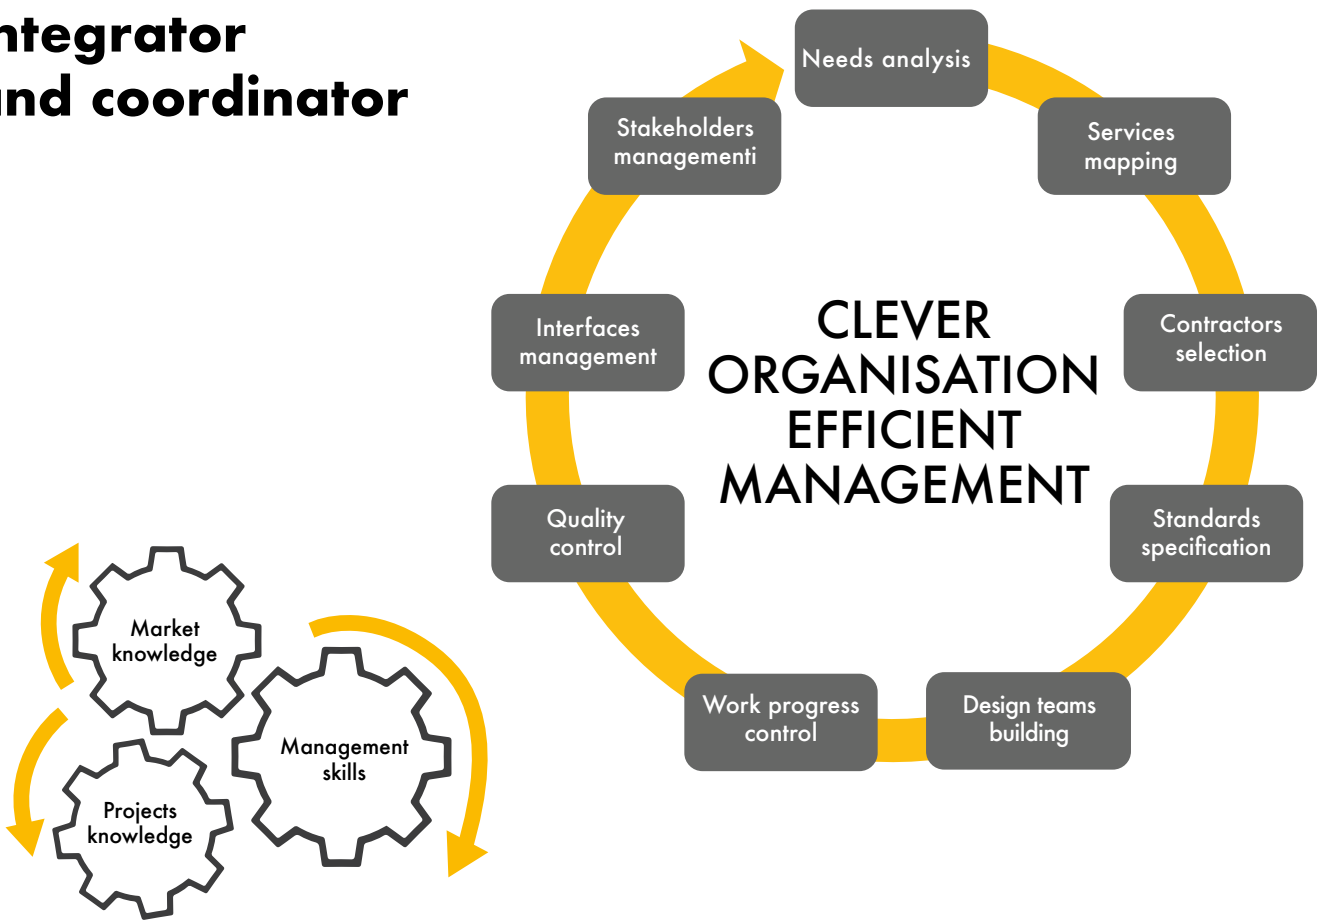 ntegrator
and coordinator
Needs analysis
Services
mapping
Contractors
selection
Standards
specification
Design teams
building
Work progress
control
Quality
control
Interfaces
management
Stakeholders
managementi
CLEVER
ORGANISATION
EFFICIENT
MANAGEMENT
Market
knowledge
Management
skills
Projects
knowledge